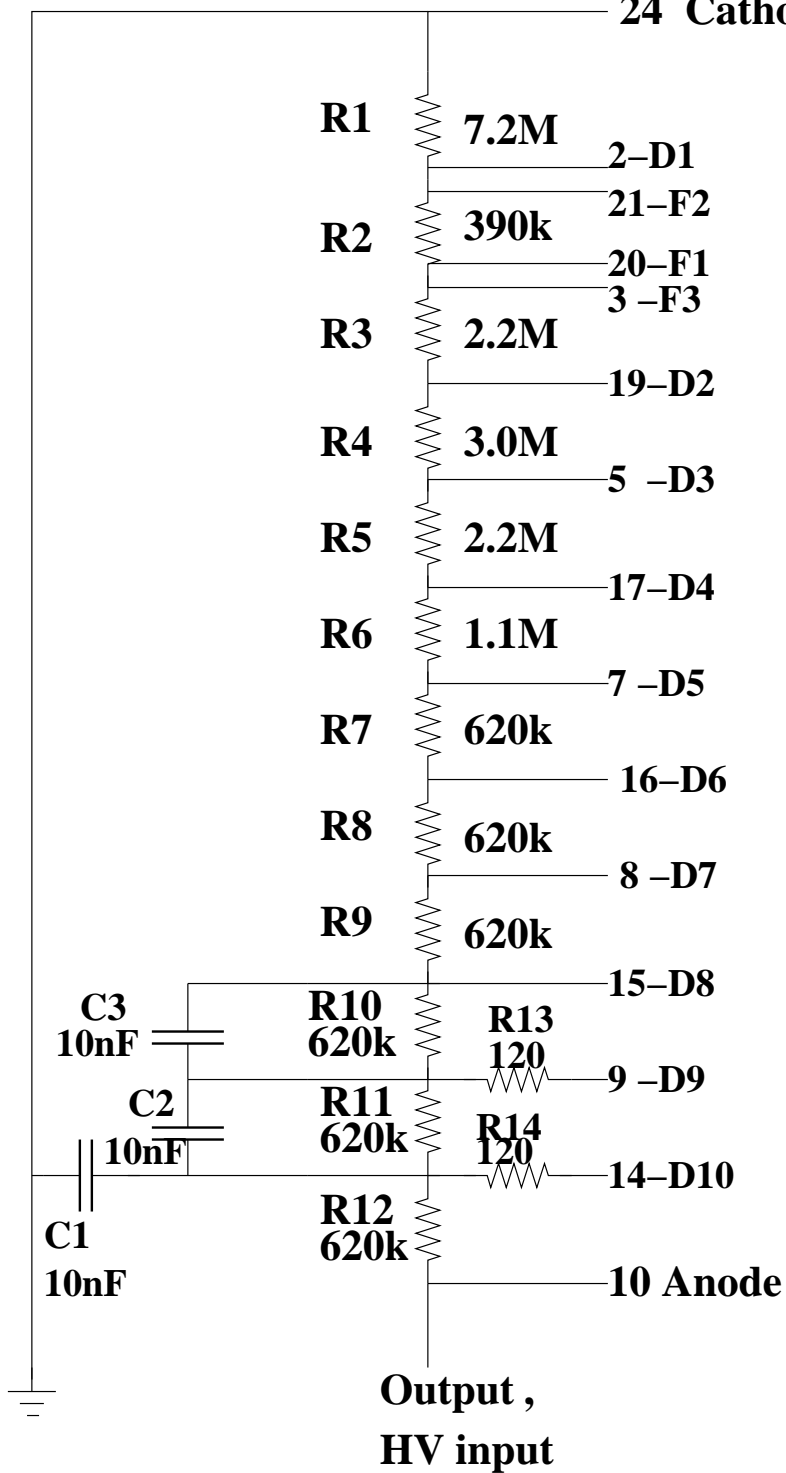 24 Catho
R1
7.2M
2–D1
21–F2
R2
390k
20–F1
3 –F3
R3
2.2M
19–D2
R4
3.0M
5 –D3
R5
2.2M
17–D4
R6
1.1M
7 –D5
R7
620k
16–D6
R8
620k
8 –D7
R9
620k
15–D8
C3
10nF
R10
620k
R13
120
9 –D9
C2
10nF
R11
620k
R14
120
14–D10
C1
10nF
R12
620k
10 Anode
Output ,
HV input